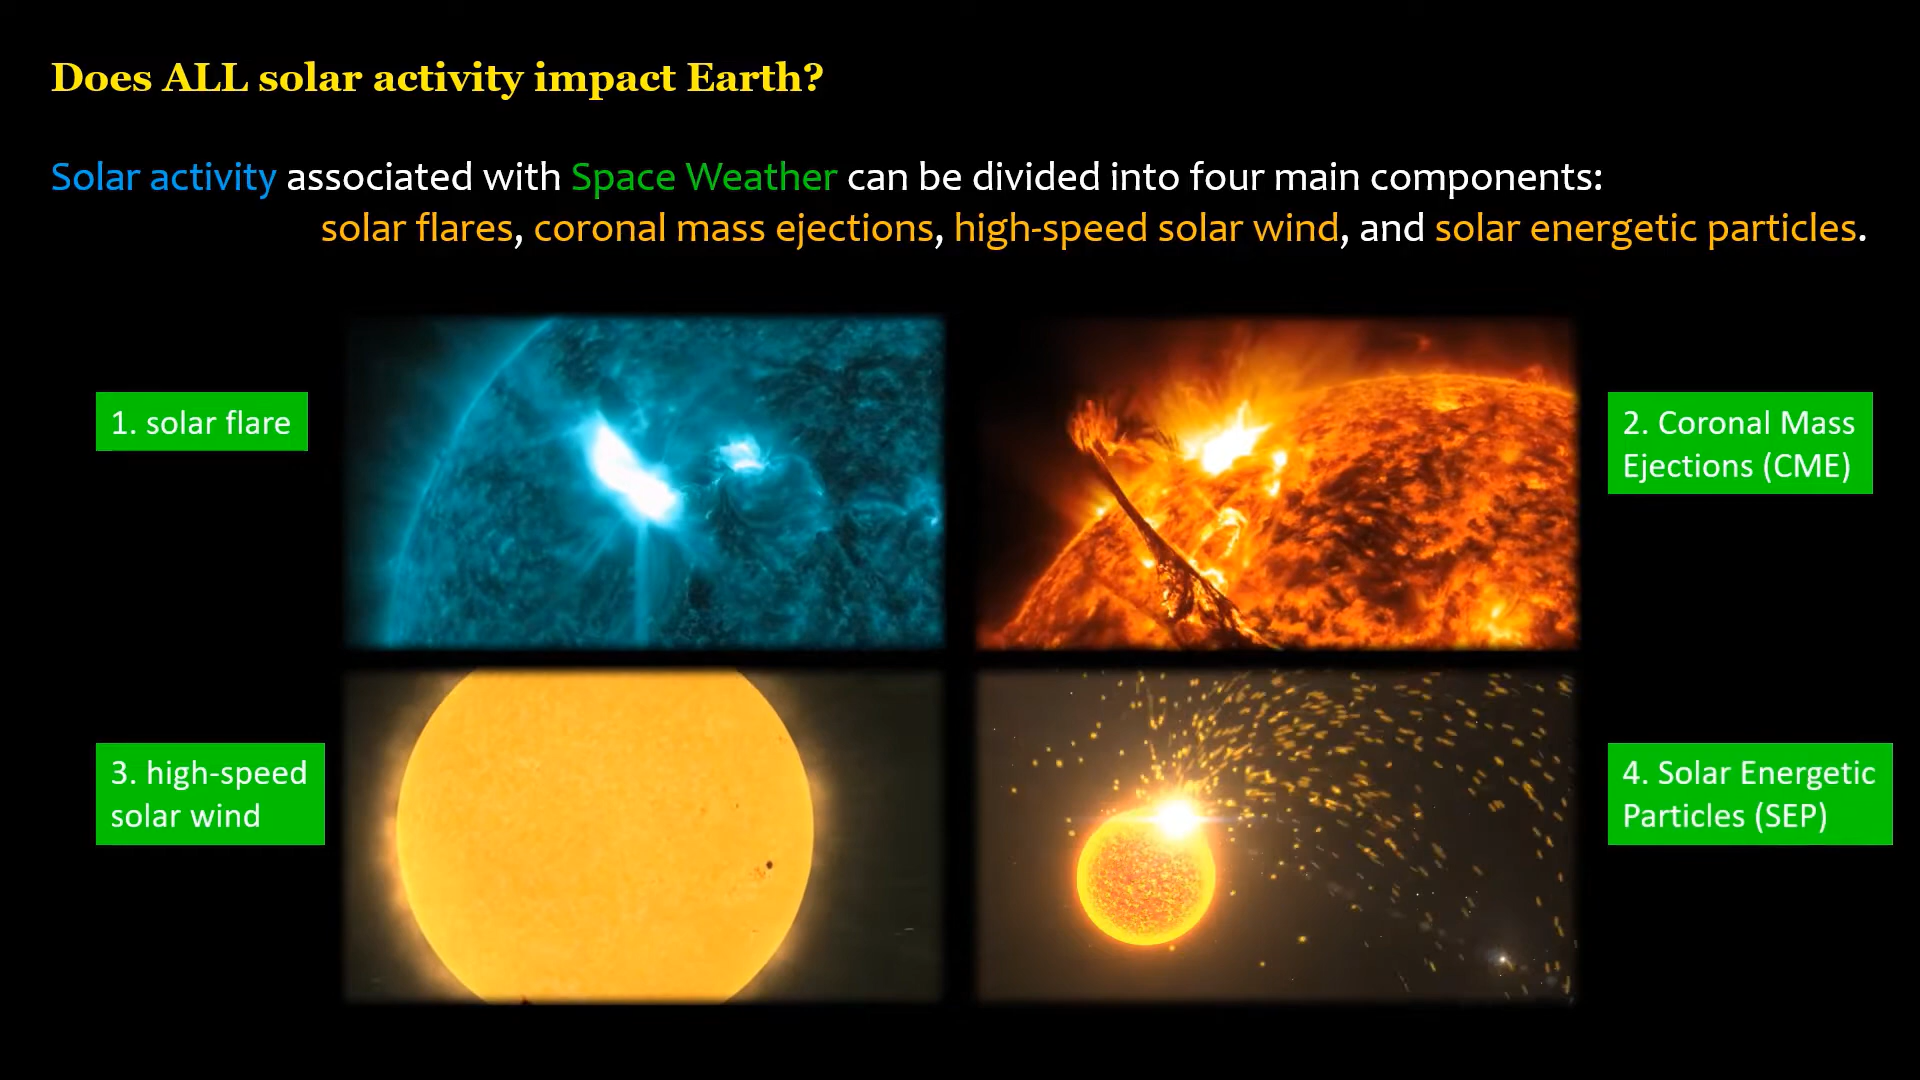 Does ALL solar activity impact Earth?
Solar activity associated with Space Weather can be divided into four main components:
solar flares, coronal mass ejections, high-speed solar wind, and solar energetic particles.
1. solar flare
2. Coronal Mass
Ejections (CME)
3. high-speed
solar wind
4. Solar Energetic
Particles (SEP)